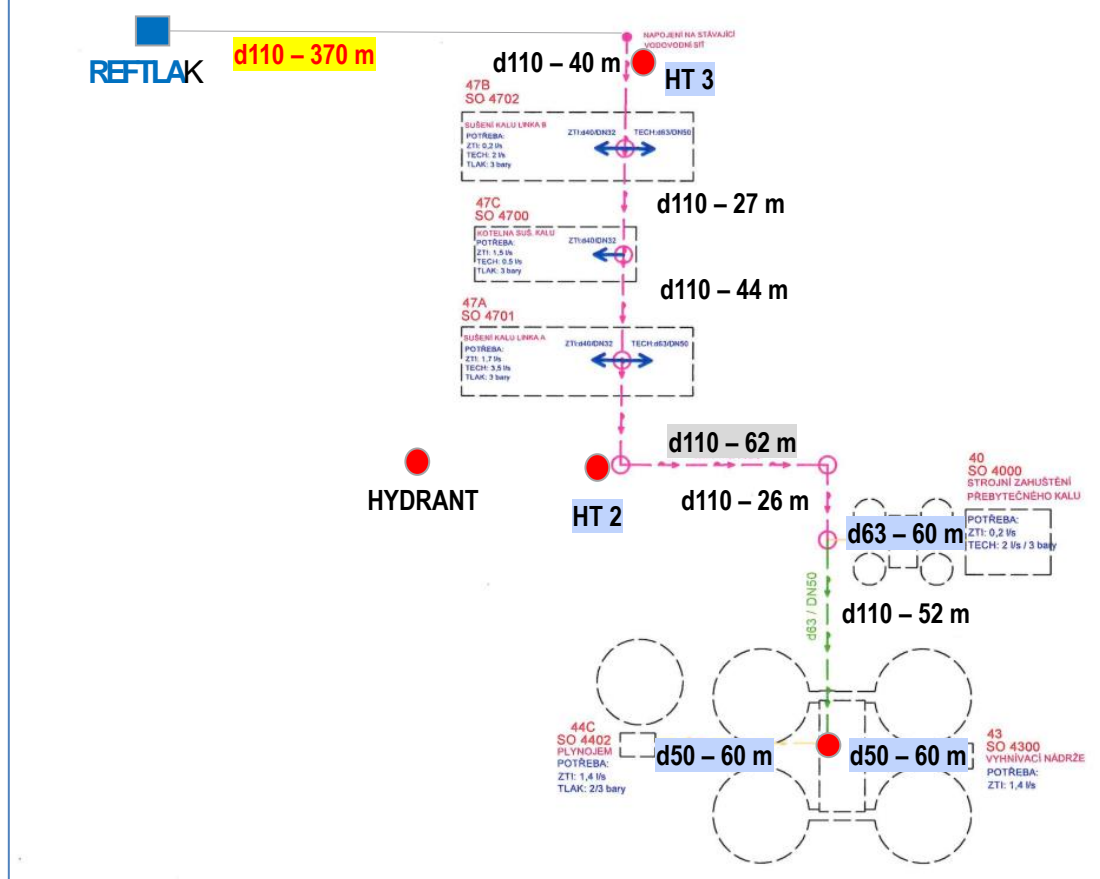 NAPOJENÍ NA STÁVAJÍCÍ
VODOVODNÍ SÍŤ
d110 – 370 m
REFTLAK
d110 – 40 m
HT 3
47B
SO 4702
SUŠENÍ KALU LINKA B
POTŘEBA:
ZTI: 0,2 l/s
TECH: 2 l/s
TLAK: 3 bary
ZTI:d40/DN32
TECH:d63/DN50
d110 – 27 m
47C
SO 4700
KOTELNA SUŠ. KALU
POTŘEBA:
ZTI: 1,5 l/s
TECH: 0,5 l/s
TLAK: 3 bary
ZTI:d40/DN32
d110 – 44 m
47A
SO 4701
SUŠENÍ KALU LINKA A
POTŘEBA:
ZTI: 1,7 l/s
TECH: 3,5 l/s
TLAK: 3 bary
ZTI:d40/DN32
TECH:d63/DN50
d110 – 62 m
HYDRANT
HT 2
d110 – 26 m
40
SO 4000
STROJNÍ ZAHUŠTĚNÍ
PŘEBYTEČNÉHO KALU
POTŘEBA:
ZTI: 0,2 l/s
TECH: 2 l/s / 3 bary
d63 – 60 m
d63 / DN50
d110 – 52 m
44C
SO 4402
PLYNOJEM
POTŘEBA:
ZTI: 1,4 l/s
TLAK: 2/3 bary
d50 – 60 m
d50 – 60 m
43
SO 4300
VYHNÍVACÍ NÁDRŽE
POTŘEBA:
ZTI: 1,4 l/s